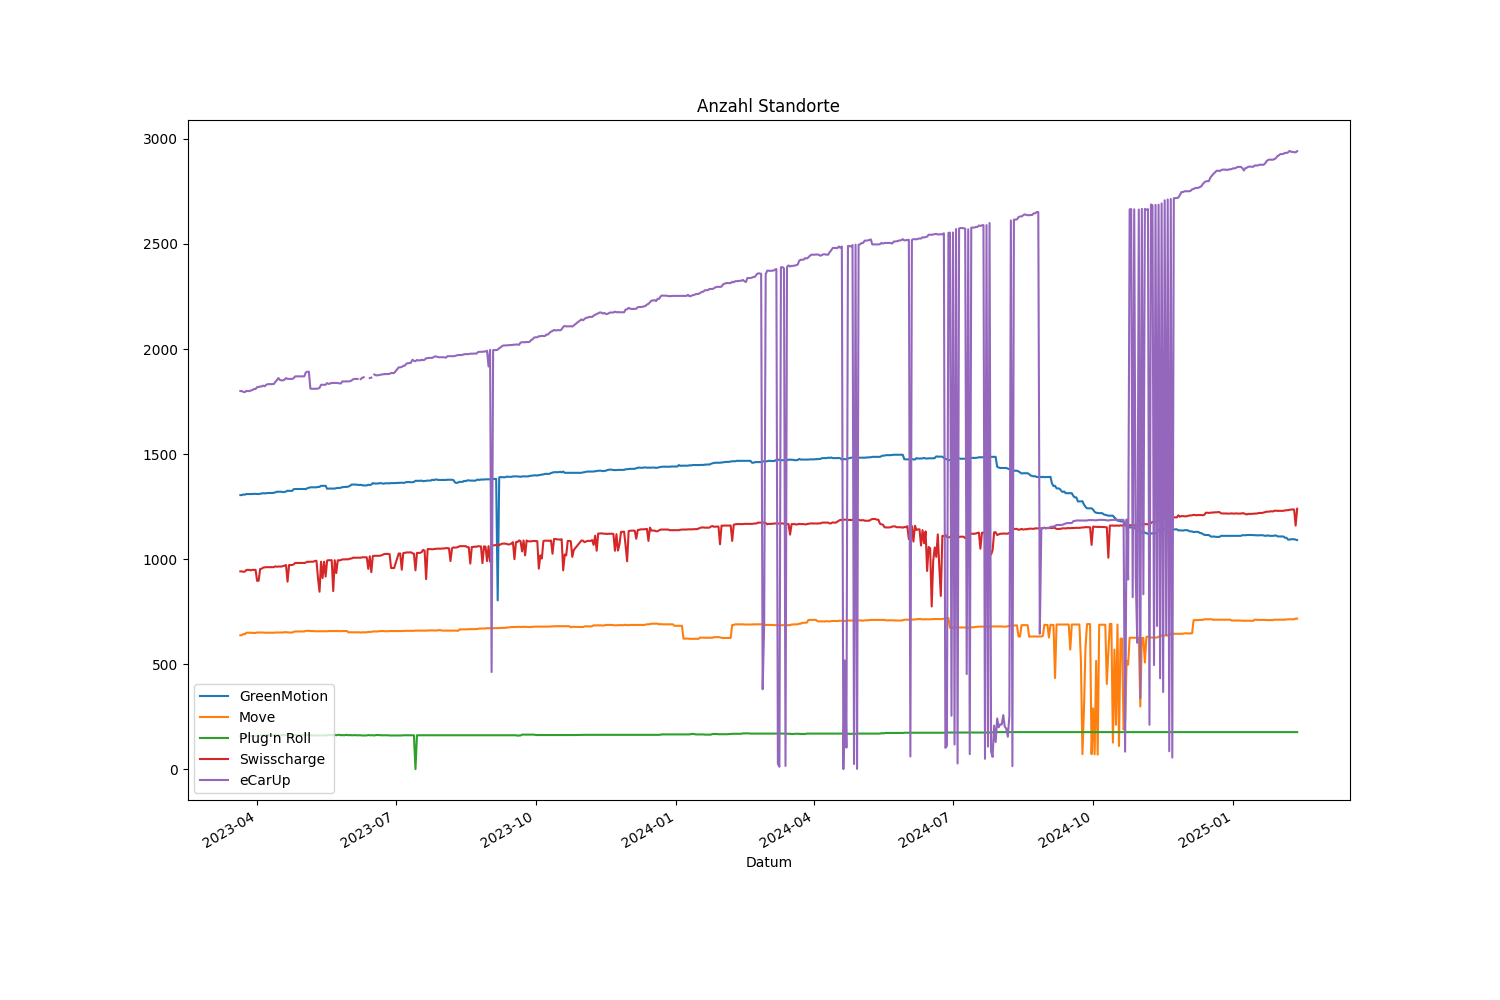 Anzahl Standorte
3000
2500
2000
1500
1000
500
0
GreenMotion
Move
Plug'n Roll
Swisscharge
eCarUp
2023-04
2023-07
2023-10
2024-01
2024-04
2024-07
2024-10
2025-01
Datum